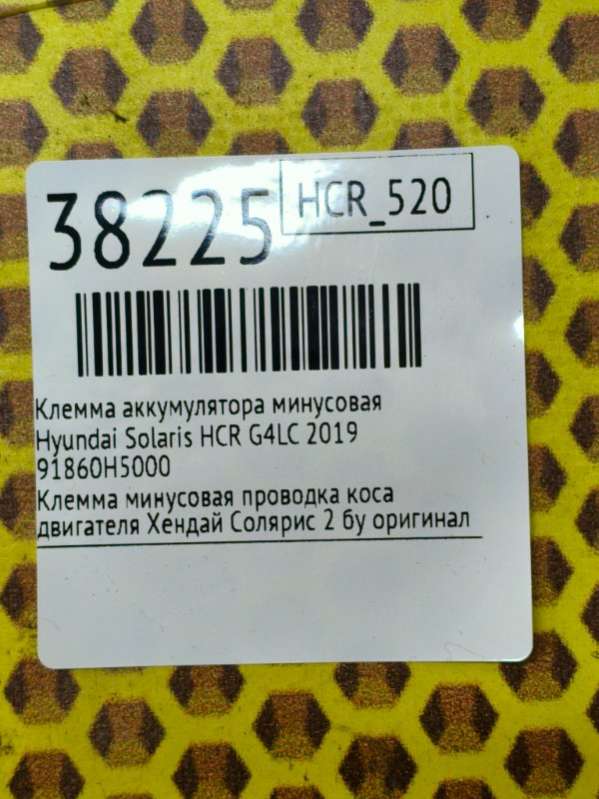 38225
HCR_520
Клемма аккумулятора минусовая
Hyundai Solaris HCR G4LC 2019
91860H5000
Клемма минусовая проводка коса
двигателя Хендай Солярис 2 бу оригинал